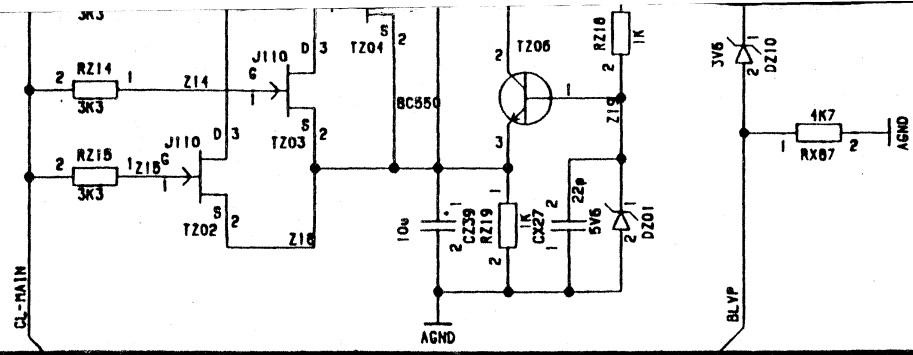 3K3
D 3
S
2
TZ04
J110
G
1
2 RZ14 1
3K3
Z14
S
2
TZ03
D 3
J110
G
1
2 RZ15 1
3K3
Z15
S
2
TZ02
Z18
BC550
TZ06
2
1
3
RZ18
1K
2
Z19
1
10u
CZ39
2
1
RZ19
1K
2
2
22p
CX27
1
5V6
1
DZ01
2
AGND
CL-MAIN
3V6
1
DZ10
2
4K7
1 RX67 2
AGND
BLVP